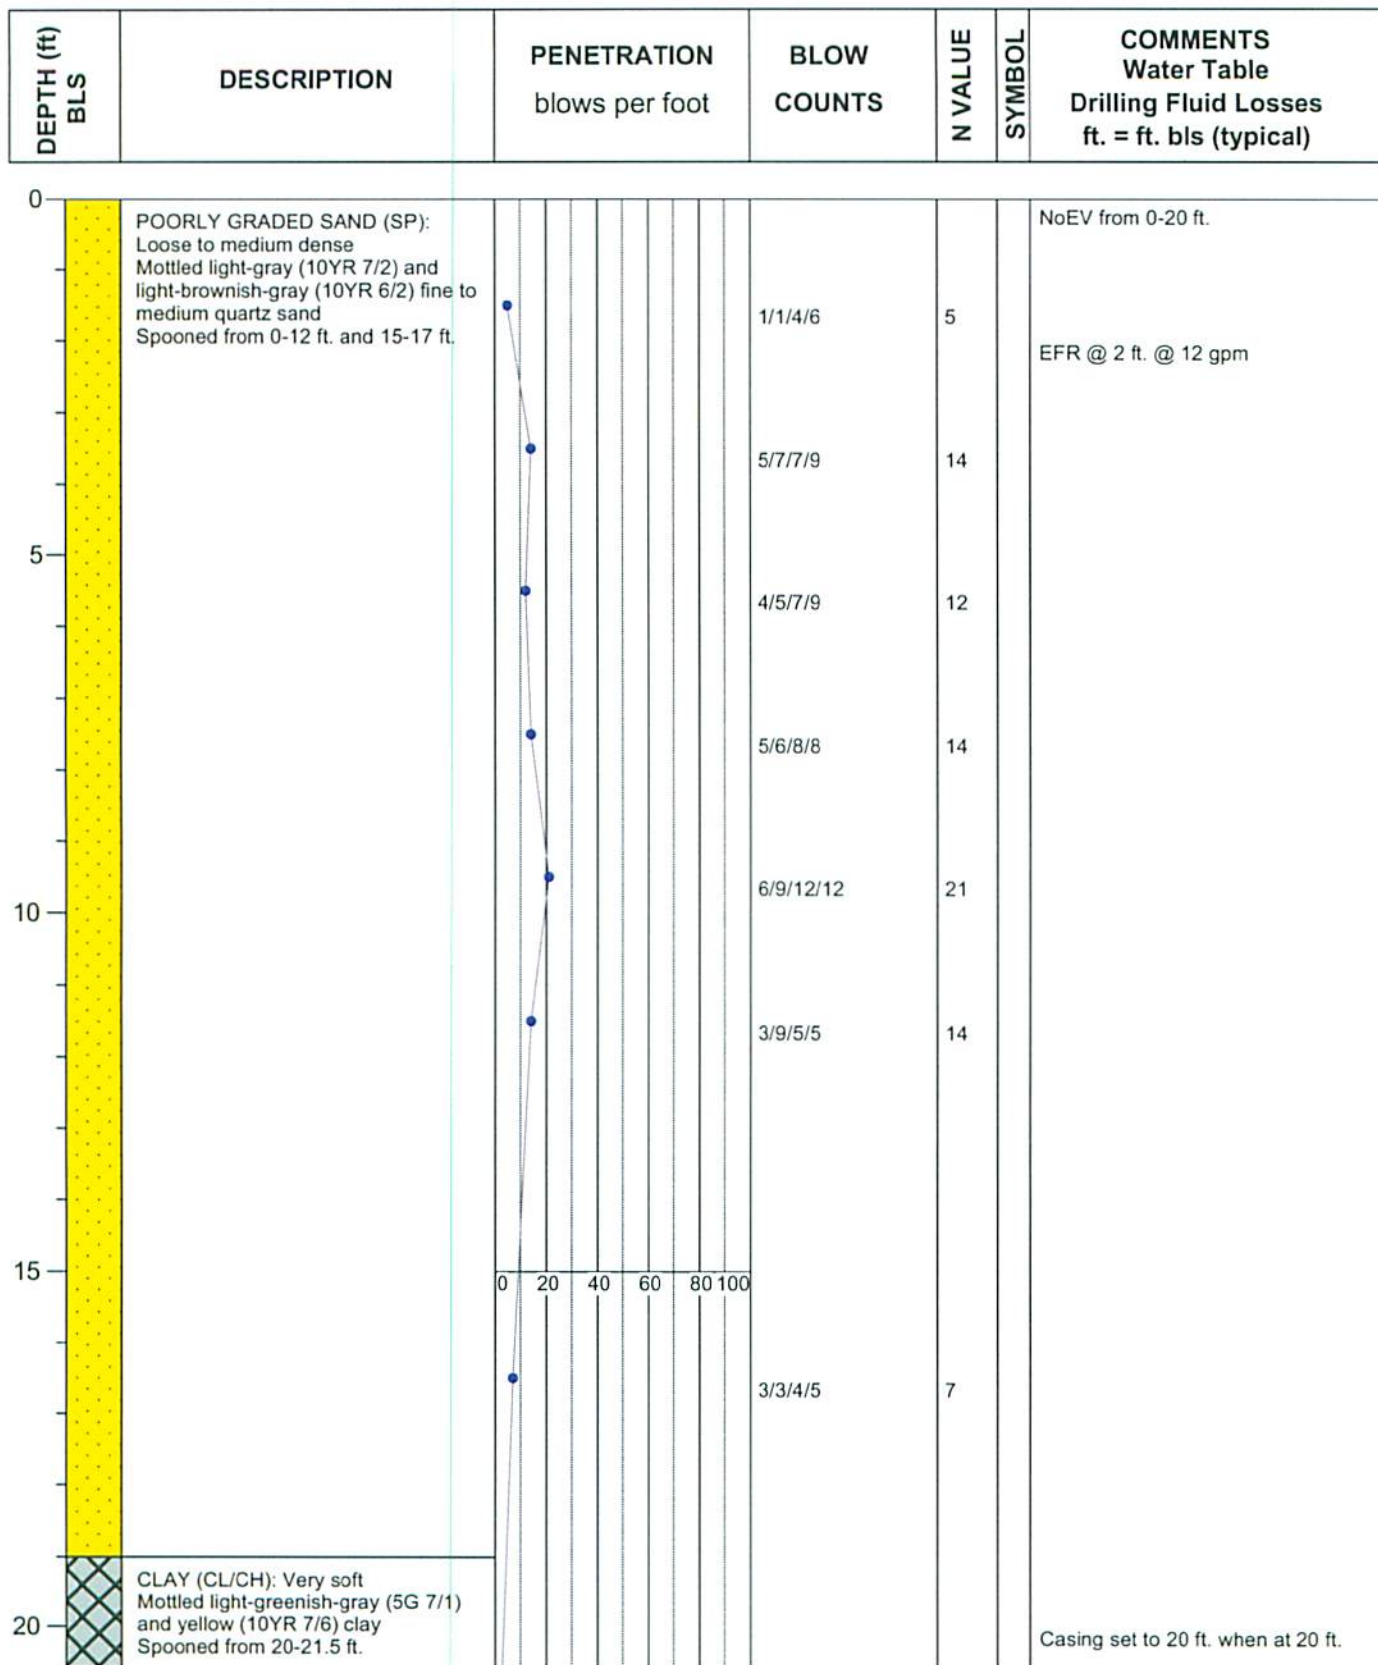 DEPTH (ft)
BLS
DESCRIPTION
PENETRATION
blows per foot
BLOW
COUNTS
N VALUE
SYMBOL
COMMENTS
Water Table
Drilling Fluid Losses
ft. = ft. bls (typical)
0
POORLY GRADED SAND (SP):
Loose to medium dense
Mottled light-gray (10YR 7/2) and
light-brownish-gray (10YR 6/2) fine to
medium quartz sand
Spooned from 0-12 ft. and 15-17 ft.
NoEV from 0-20 ft.
1/1/4/6 5
EFR @ 2 ft. @ 12 gpm
5/7/7/9 14
5
4/5/7/9 12
5/6/8/8 14
6/9/12/12 21
10
3/9/5/5 14
15
0 20 40 60 80 100
3/3/4/5 7
CLAY (CL/CH): Very soft
Mottled light-greenish-gray (5G 7/1)
and yellow (10YR 7/6) clay
Spooned from 20-21.5 ft.
20
Casing set to 20 ft. when at 20 ft.